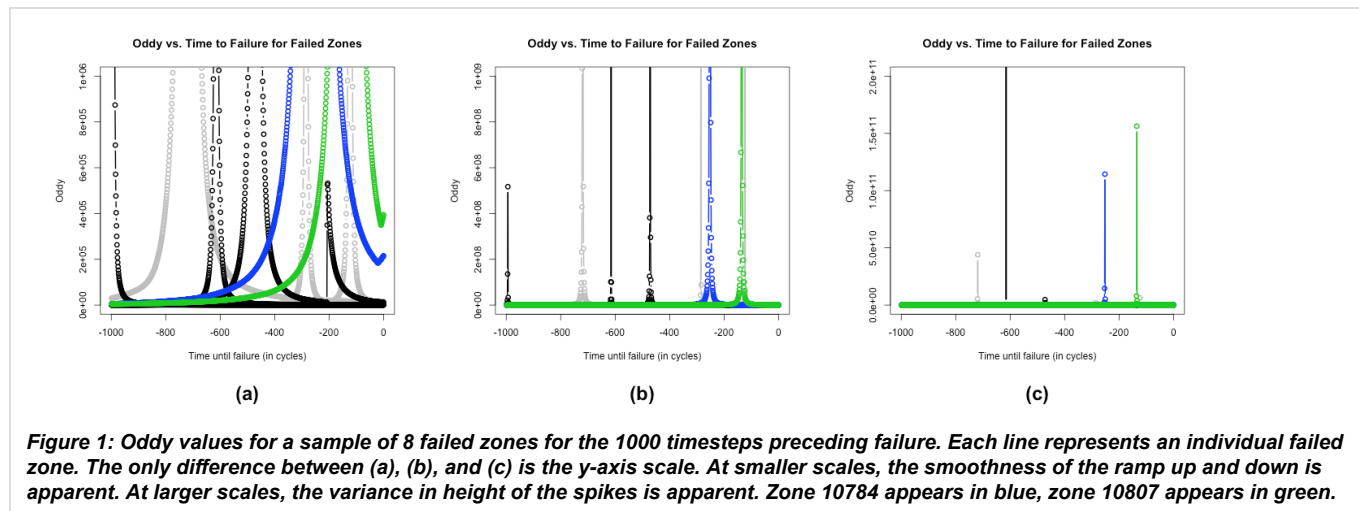 Oddy vs. Time to Failure for Failed Zones
Oddy
0e+00 2e+05 4e+05 6e+05 8e+05 1e+06
-1000 -800 -600 -400 -200 0
Time until failure (in cycles)
(a)
Oddy vs. Time to Failure for Failed Zones
Oddy
0e+00 2e+08 4e+08 6e+08 8e+08 1e+09
-1000 -800 -600 -400 -200 0
Time until failure (in cycles)
(b)
Oddy vs. Time to Failure for Failed Zones
Oddy
0.0e+00 5.0e+10 1.0e+11 1.5e+11 2.0e+11
-1000 -800 -600 -400 -200 0
Time until failure (in cycles)
(c)
Figure 1: Oddy values for a sample of 8 failed zones for the 1000 timesteps preceding failure. Each line represents an individual failed
zone. The only difference between (a), (b), and (c) is the y-axis scale. At smaller scales, the smoothness of the ramp up and down is
apparent. At larger scales, the variance in height of the spikes is apparent. Zone 10784 appears in blue, zone 10807 appears in green.